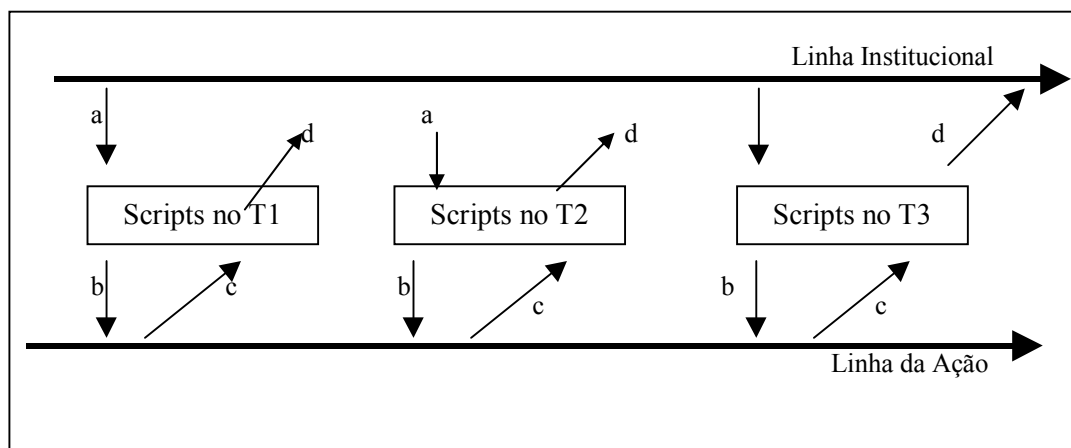 Linha Institucional
a
a
d
d
d
Scripts no T1
Scripts no T2
Scripts no T3
b
c
b
c
b
c
Linha da Ação